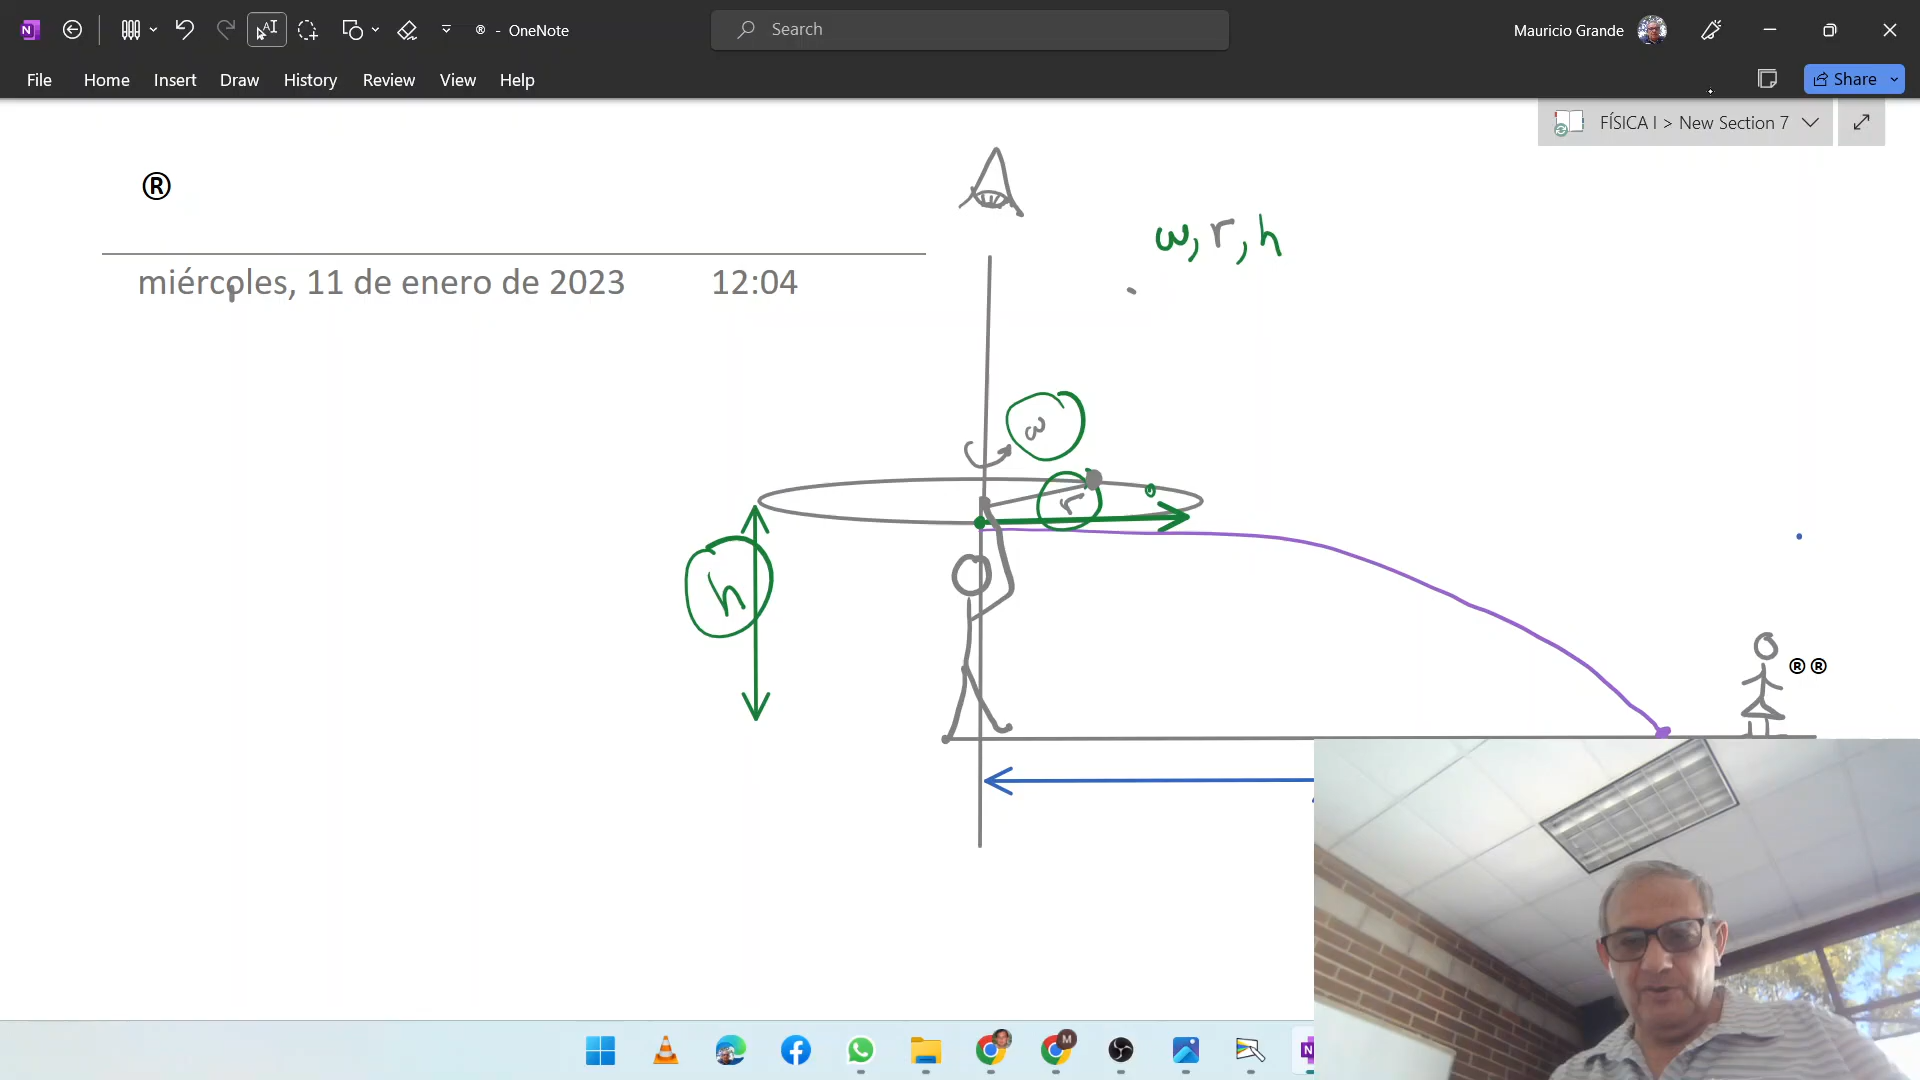 ® - OneNote
Search
Mauricio Grande
File Home Insert Draw History Review View Help
Share
FÍSICA I > New Section 7
®
ω, r, h
miércoles, 11 de enero de 2023 12:04
ω
r
h
®®